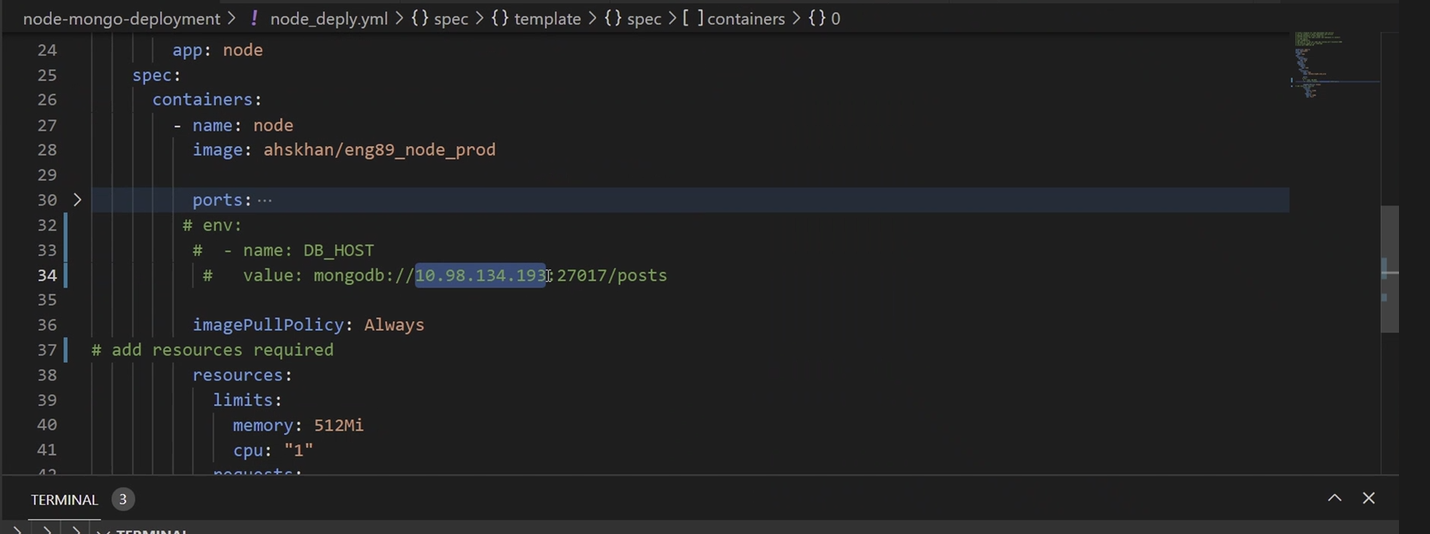 node-mongo-deployment > ! node_deply.yml > {} spec > {} template > {} spec > [ ] containers > {} 0
24 app: node
25 spec:
26 containers:
27 - name: node
28 image: ahskhan/eng89_node_prod
29
30 > ports: ···
32 # env:
33 # - name: DB_HOST
34 # value: mongodb://10.98.134.193:27017/posts
35
36 imagePullPolicy: Always
37 # add resources required
38 resources:
39 limits:
40 memory: 512Mi
41 cpu: "1"
42 requests:
TERMINAL 3
TERMINAL